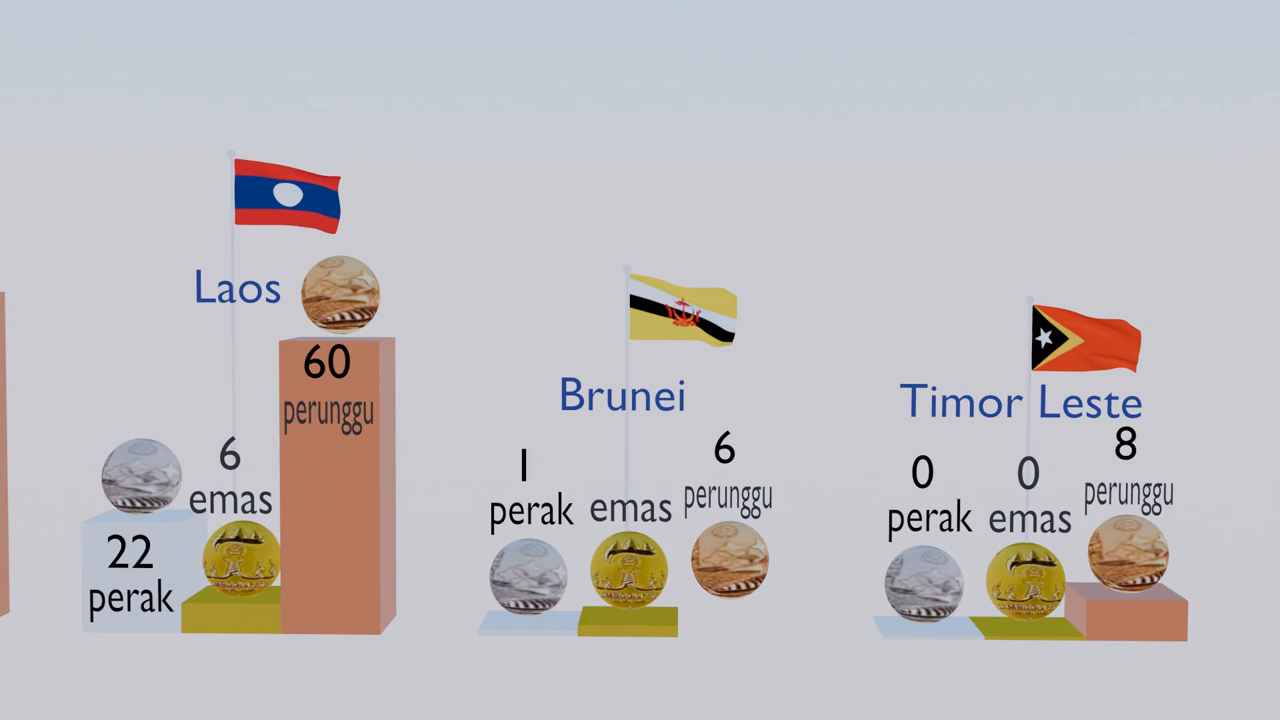 Laos
60
perunggu
6
emas
22
perak
Brunei
1
perak
emas
6
perunggu
Timor Leste
0
perak
0
emas
8
perunggu